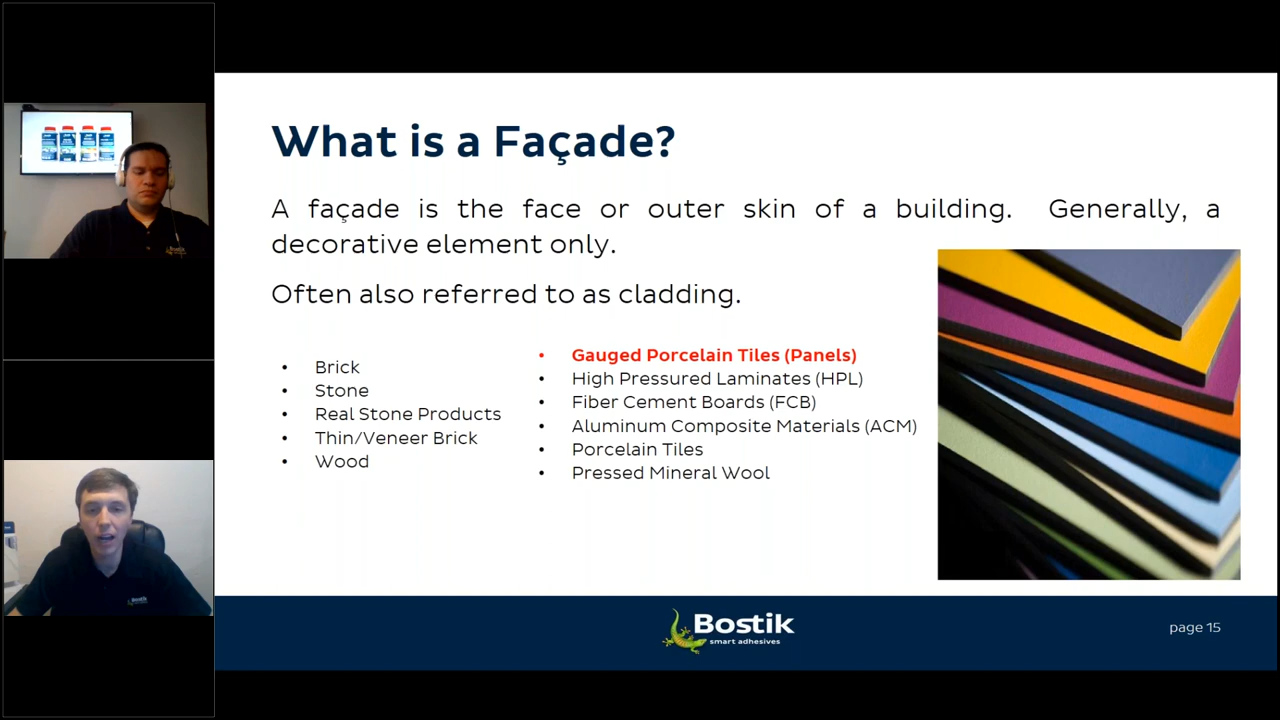 What is a Façade?
A façade is the face or outer skin of a building. Generally, a
decorative element only.
Often also referred to as cladding.
• Brick
• Stone
• Real Stone Products
• Thin/Veneer Brick
• Wood
• Gauged Porcelain Tiles (Panels)
• High Pressured Laminates (HPL)
• Fiber Cement Boards (FCB)
• Aluminum Composite Materials (ACM)
• Porcelain Tiles
• Pressed Mineral Wool
Bostik
smart adhesives
page 15
Bostik